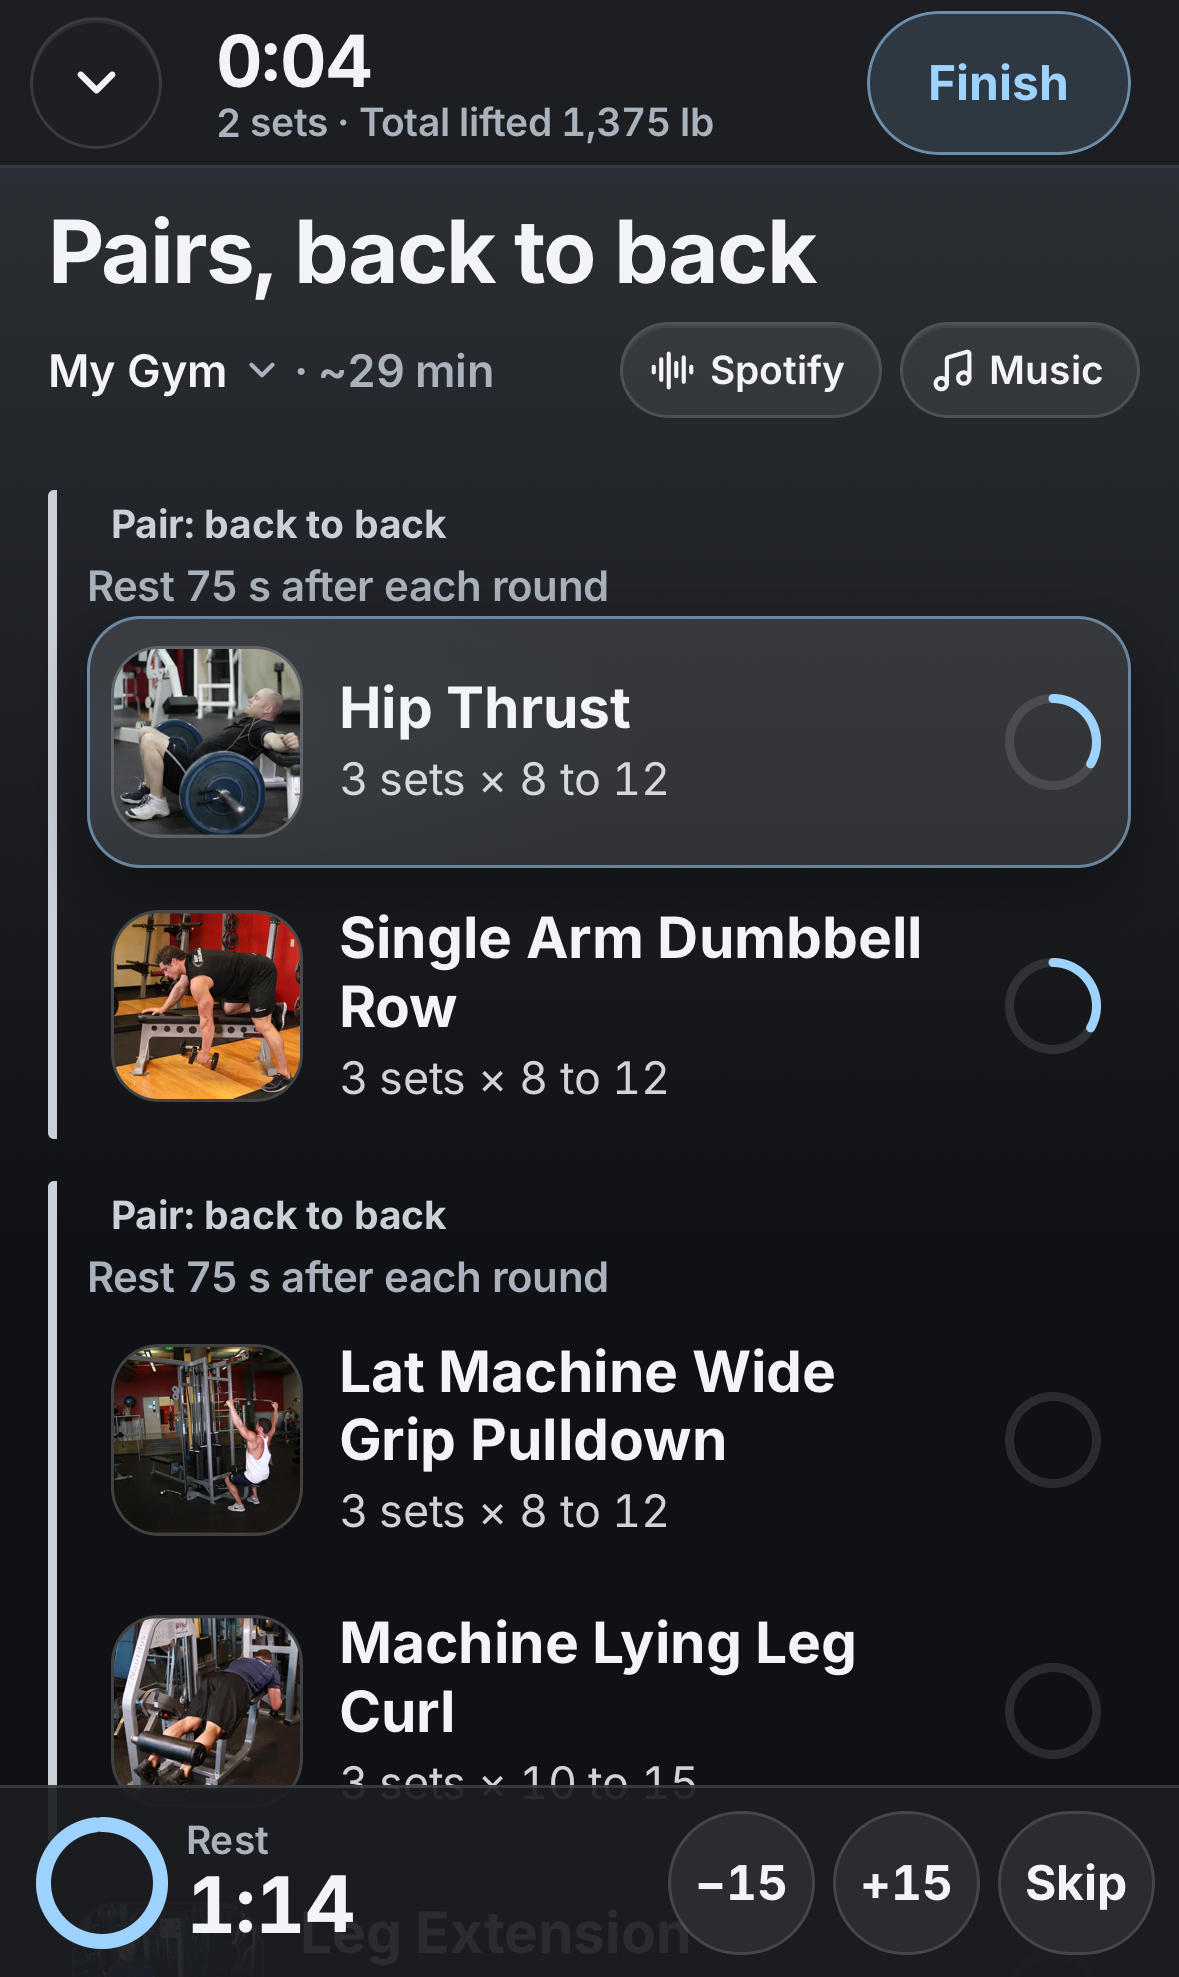 0:04
2 sets · Total lifted 1,375 lb
Finish
Pairs, back to back
My Gym · ~29 min
Spotify
Music
Pair: back to back
Rest 75 s after each round
Hip Thrust
3 sets × 8 to 12
Single Arm Dumbbell
Row
3 sets × 8 to 12
Pair: back to back
Rest 75 s after each round
Lat Machine Wide
Grip Pulldown
3 sets × 8 to 12
Machine Lying Leg
Curl
3 sets × 10 to 15
Rest
1:14
−15
+15
Skip
Leg Extension